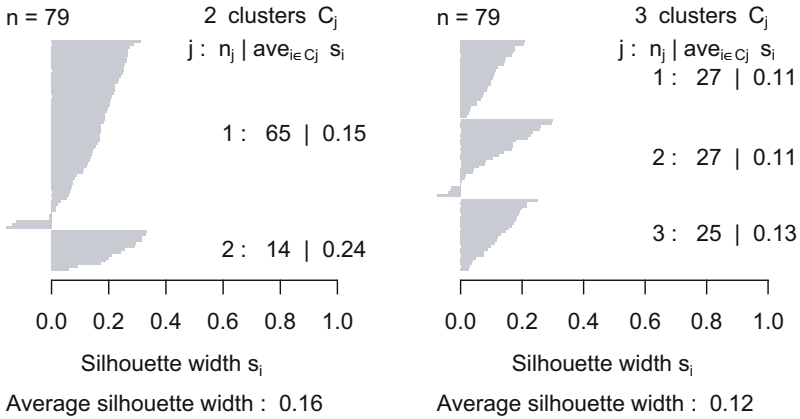 n = 79
2 clusters Cj
j : nj | avei∈Cj si
1 : 65 | 0.15
2 : 14 | 0.24
0.0 0.2 0.4 0.6 0.8 1.0
Silhouette width si
Average silhouette width : 0.16
n = 79
3 clusters Cj
j : nj | avei∈Cj si
1 : 27 | 0.11
2 : 27 | 0.11
3 : 25 | 0.13
0.0 0.2 0.4 0.6 0.8 1.0
Silhouette width si
Average silhouette width : 0.12